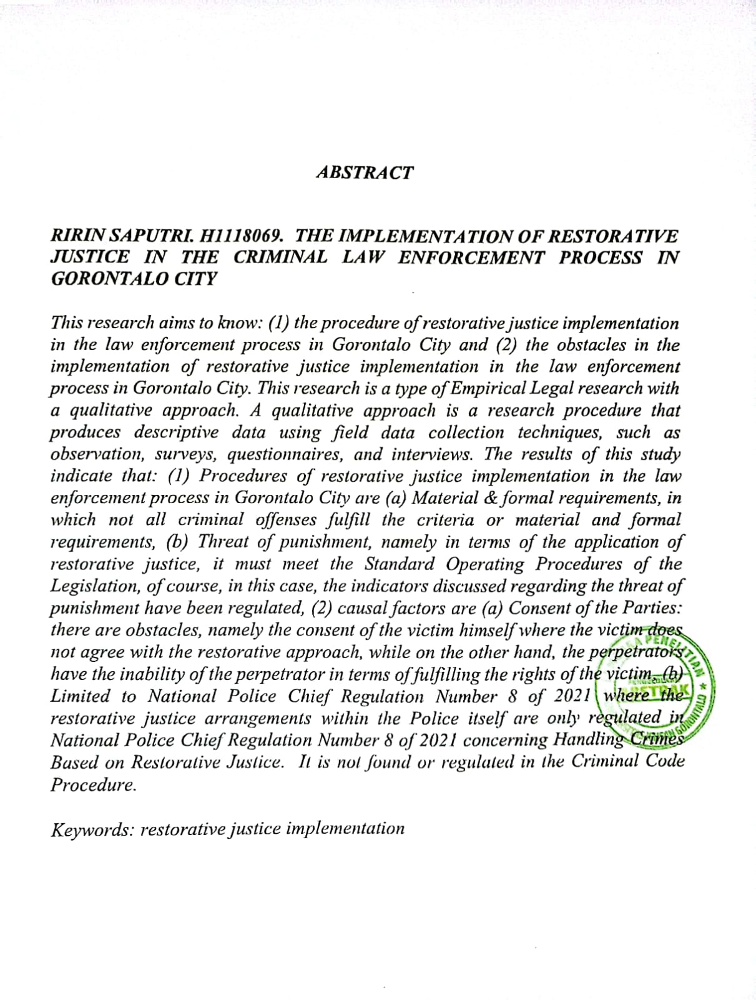 ABSTRACT
RIRIN SAPUTRI. H1118069. THE IMPLEMENTATION OF RESTORATIVE
JUSTICE IN THE CRIMINAL LAW ENFORCEMENT PROCESS IN
GORONTALO CITY
This research aims to know: (1) the procedure of restorative justice implementation
in the law enforcement process in Gorontalo City and (2) the obstacles in the
implementation of restorative justice implementation in the law enforcement
process in Gorontalo City. This research is a type of Empirical Legal research with
a qualitative approach. A qualitative approach is a research procedure that
produces descriptive data using field data collection techniques, such as
observation, surveys, questionnaires, and interviews. The results of this study
indicate that: (1) Procedures of restorative justice implementation in the law
enforcement process in Gorontalo City are (a) Material & formal requirements, in
which not all criminal offenses fulfill the criteria or material and formal
requirements, (b) Threat of punishment, namely in terms of the application of
restorative justice, it must meet the Standard Operating Procedures of the
Legislation, of course, in this case, the indicators discussed regarding the threat of
punishment have been regulated, (2) causal factors are (a) Consent of the Parties:
there are obstacles, namely the consent of the victim himself where the victim does
not agree with the restorative approach, while on the other hand, the perpetrators
have the inability of the perpetrator in terms of fulfilling the rights of the victim, (b)
Limited to National Police Chief Regulation Number 8 of 2021 where the
restorative justice arrangements within the Police itself are only regulated in
National Police Chief Regulation Number 8 of 2021 concerning Handling Crimes
Based on Restorative Justice. It is not found or regulated in the Criminal Code
Procedure.
Keywords: restorative justice implementation
PENELITIAN
ABSTRAK
GORONTALO